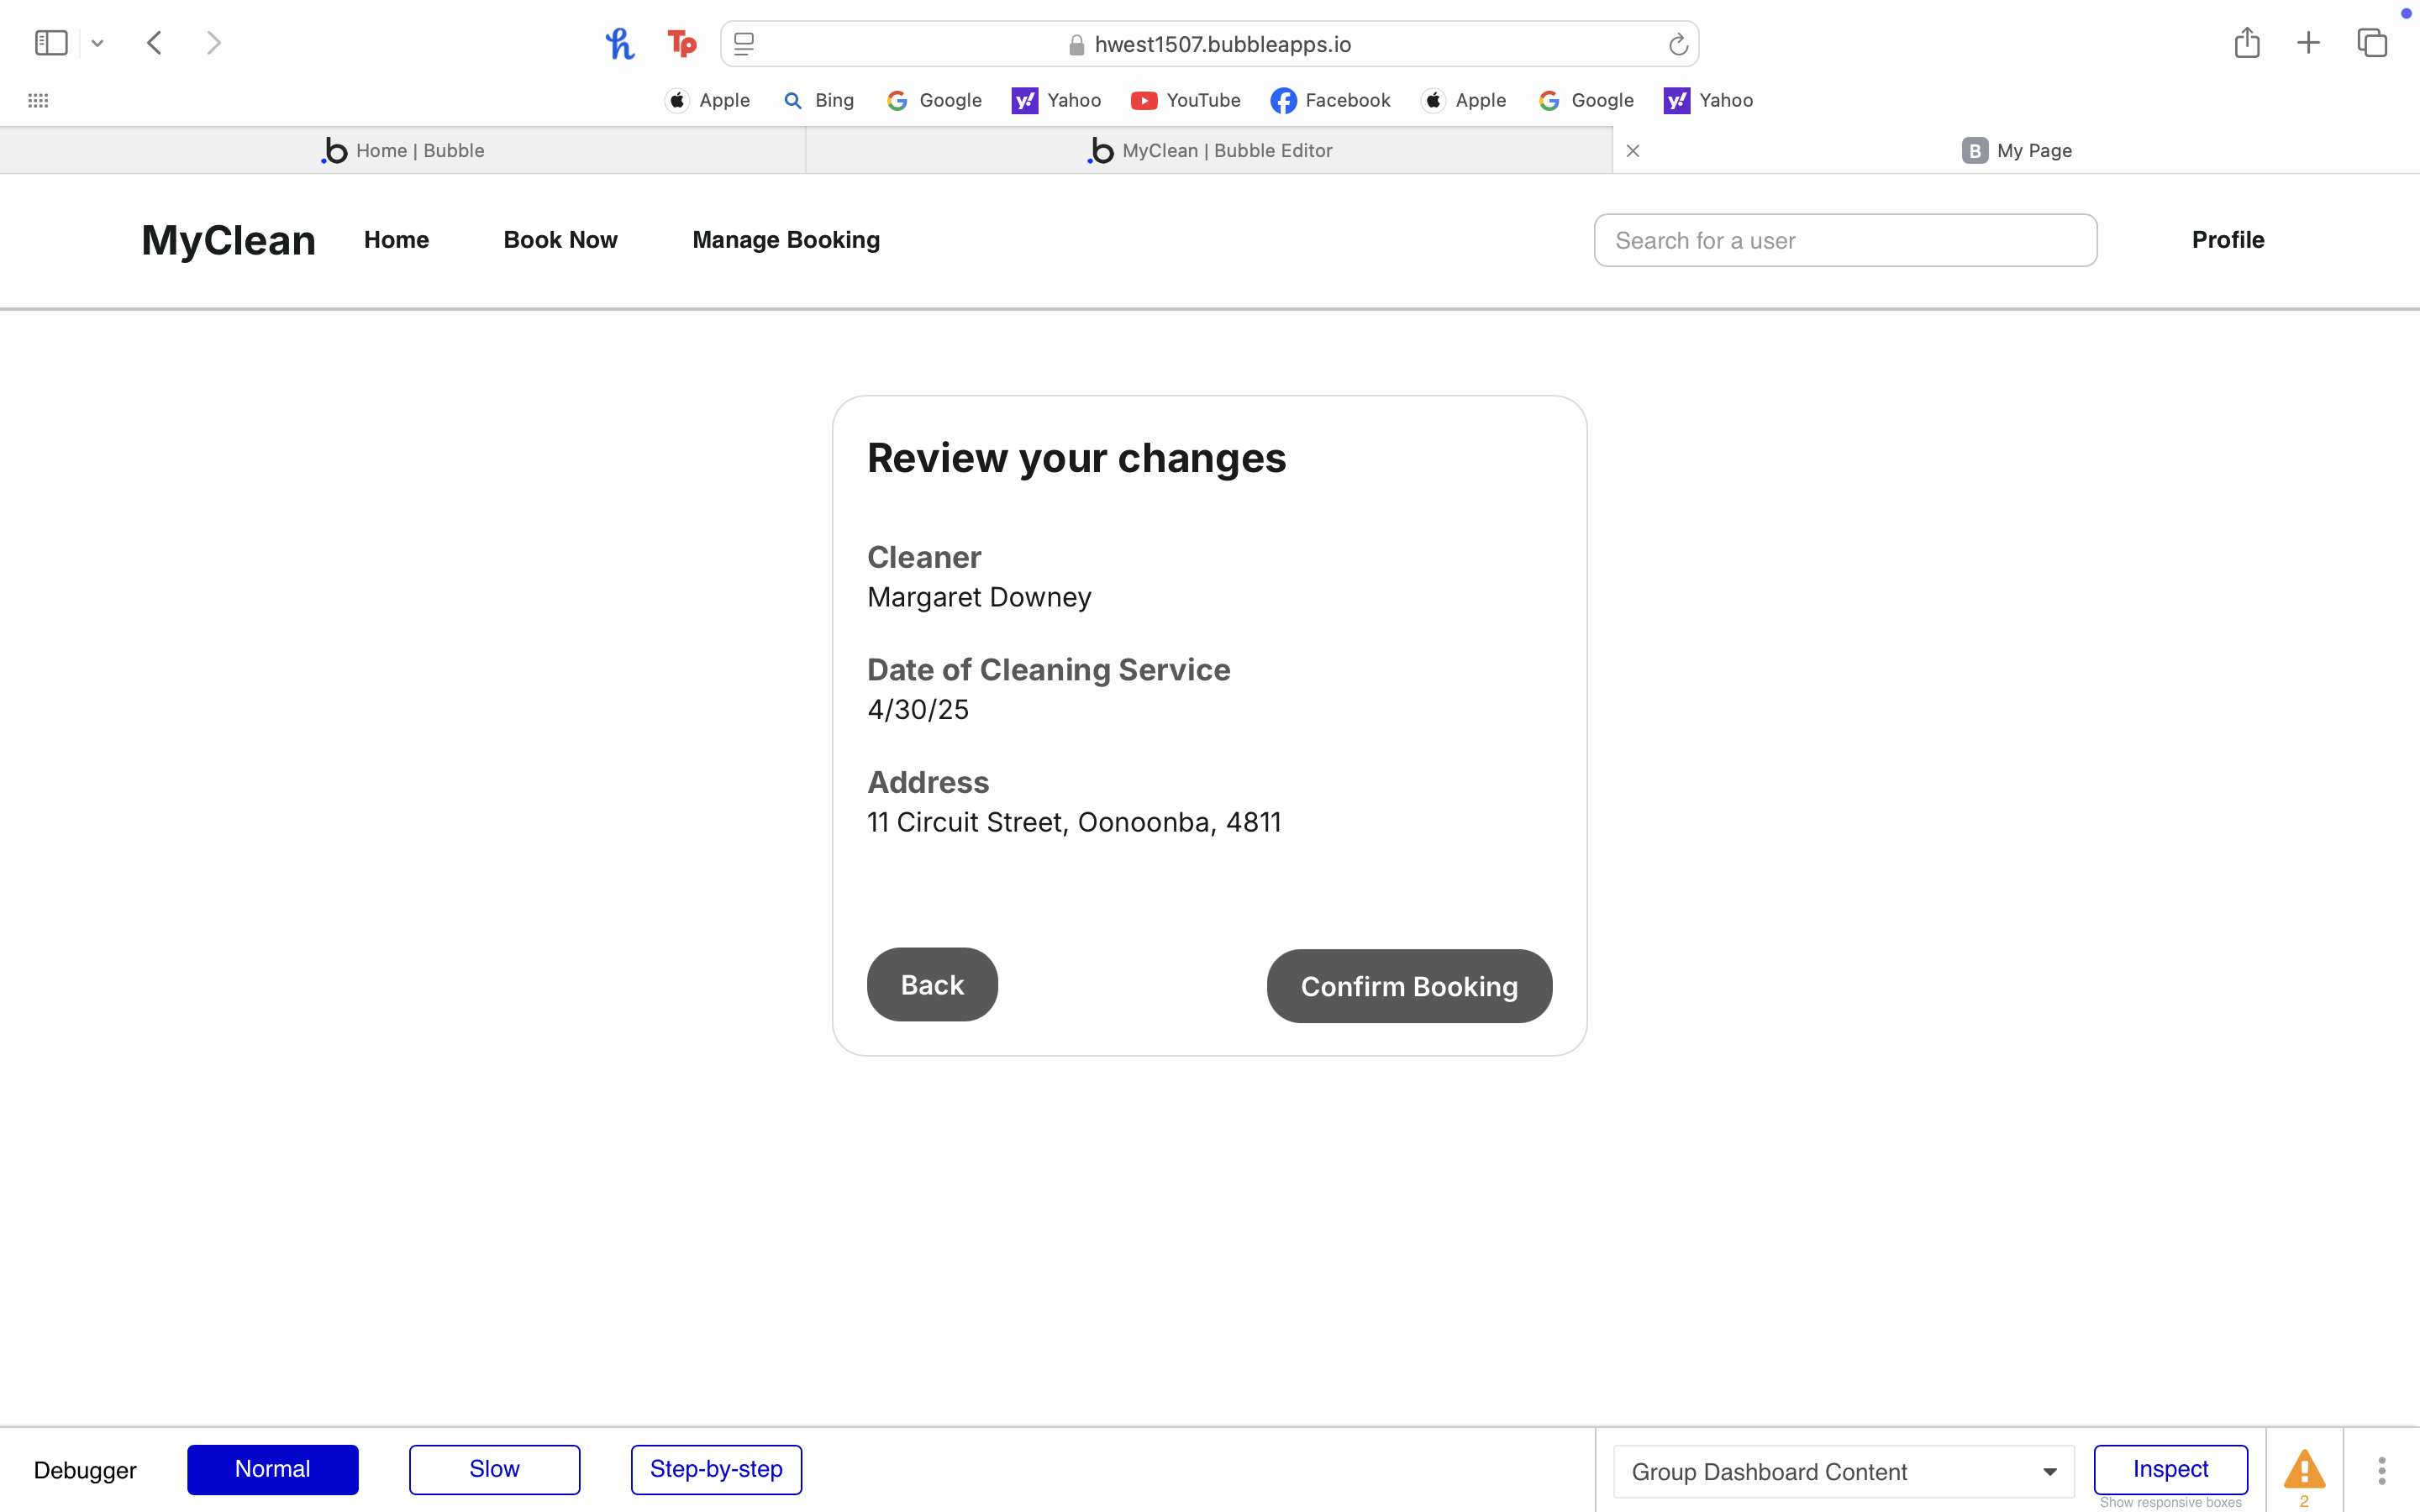 hwest1507.bubbleapps.io
Apple Bing Google Yahoo YouTube Facebook Apple Google Yahoo
Home | Bubble
MyClean | Bubble Editor
My Page
MyClean Home Book Now Manage Booking Search for a user Profile
Review your changes
Cleaner
Margaret Downey
Date of Cleaning Service
4/30/25
Address
11 Circuit Street, Oonoonba, 4811
Back Confirm Booking
Debugger Normal Slow Step-by-step Group Dashboard Content Inspect
Show responsive boxes 2